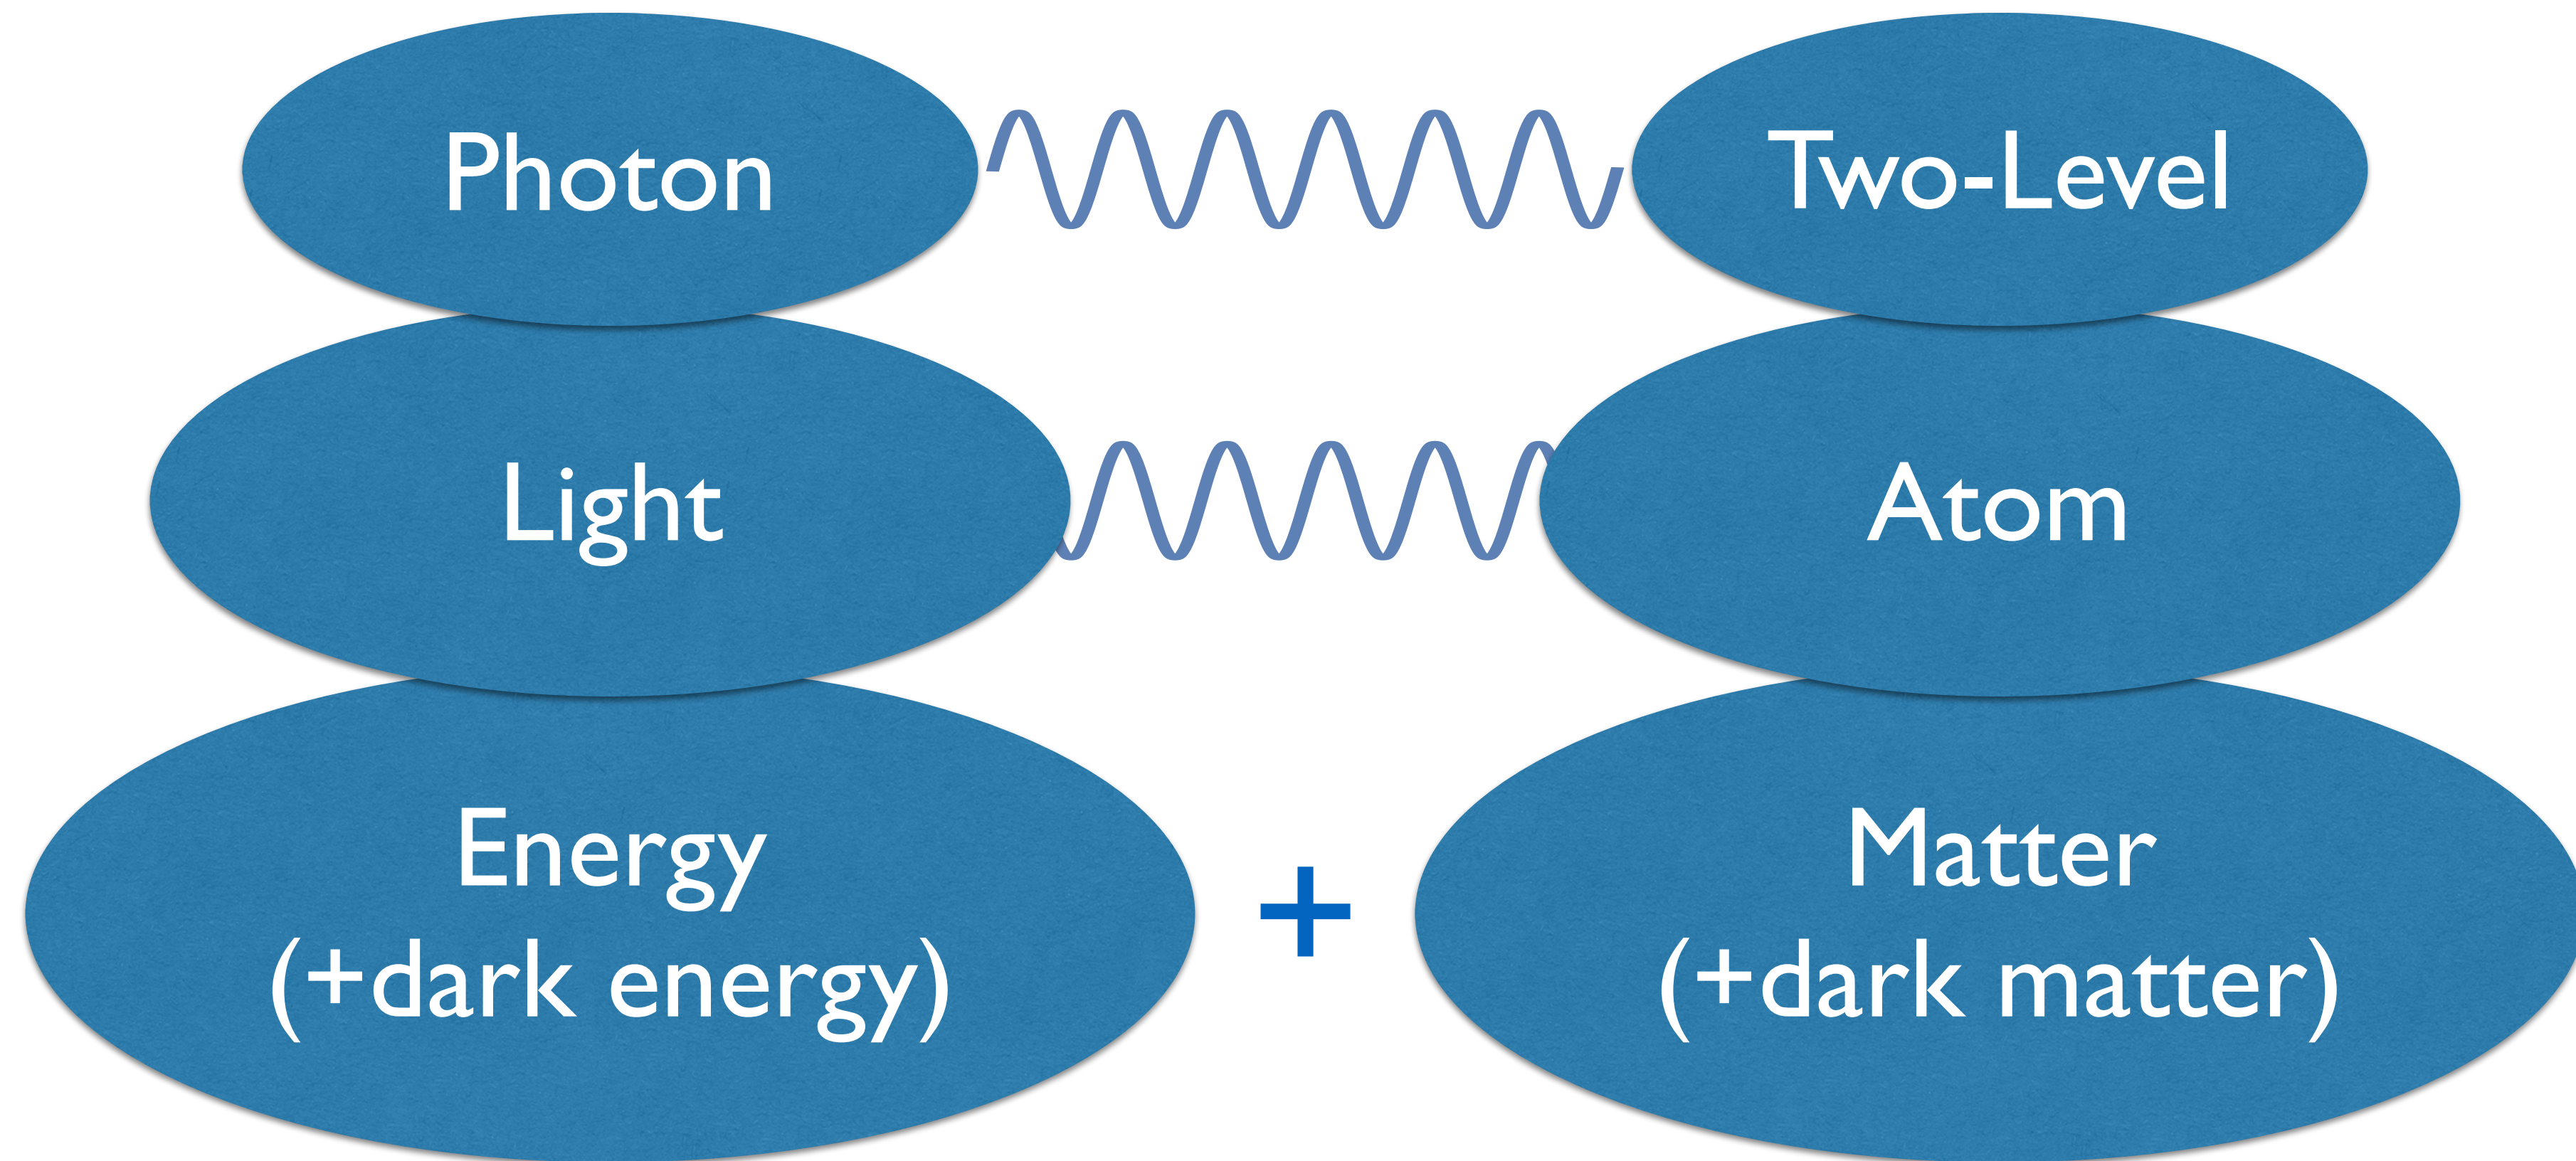 Photon
Two-Level
Light
Atom
Energy
(+dark energy)
+
Matter
(+dark matter)